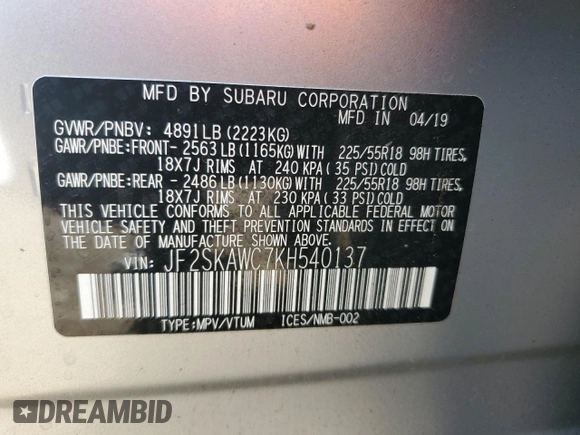 MFD BY SUBARU CORPORATION
MFD IN 04/19
GVWR/PNBV: 4891LB(2223KG)
GAWR/PNBE:FRONT- 2563LB(1165KG)WITH 225/55R18 98H TIRES,
18X7J RIMS AT 240 KPA( 35 PSI)COLD
GAWR/PNBE:REAR - 2486LB(1130KG)WITH 225/55R18 98H TIRES,
18X7J RIMS AT 230 KPA( 33 PSI)COLD
THIS VEHICLE CONFORMS TO ALL APPLICABLE FEDERAL MOTOR
VEHICLE SAFETY AND THEFT PREVENTION STANDARDS IN EFFECT
ON THE DATE OF MANUFACTURE SHOWN ABOVE.
VIN: JF2SKAWC7KH540137
TYPE:MPV/VTUM ICES/NMB-002
DREAMBID